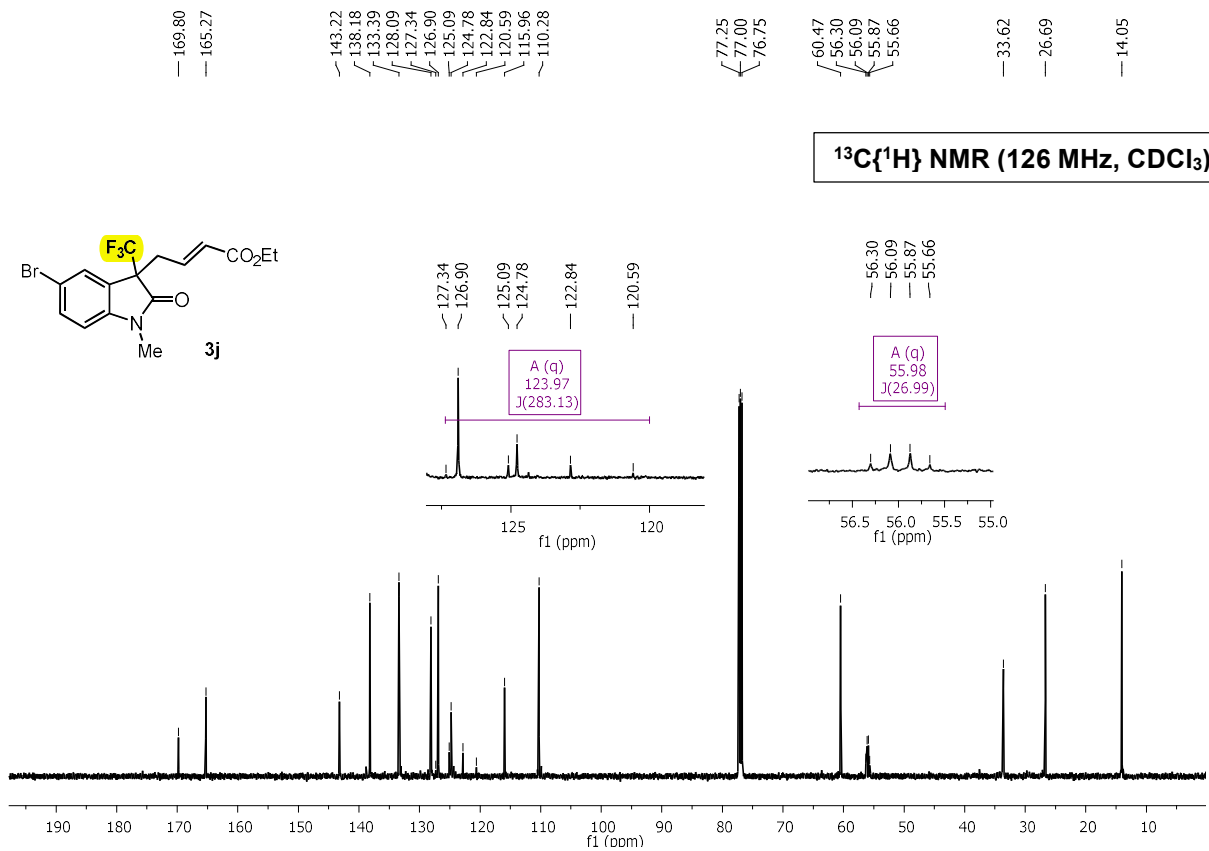 169.80
165.27
143.22
138.18
133.39
128.09
127.34
126.90
125.09
124.78
122.84
120.59
115.96
110.28
77.25
77.00
76.75
60.47
56.30
56.09
55.87
55.66
33.62
26.69
14.05
¹³C{¹H} NMR (126 MHz, CDCl₃)
F₃C
CO₂Et
Br
O
N
Me
3j
127.34
126.90
125.09
124.78
122.84
120.59
A (q)
123.97
J(283.13)
125 120
f1 (ppm)
56.30
56.09
55.87
55.66
A (q)
55.98
J(26.99)
56.5 56.0 55.5 55.0
f1 (ppm)
190 180 170 160 150 140 130 120 110 100 90 80 70 60 50 40 30 20 10
f1 (ppm)